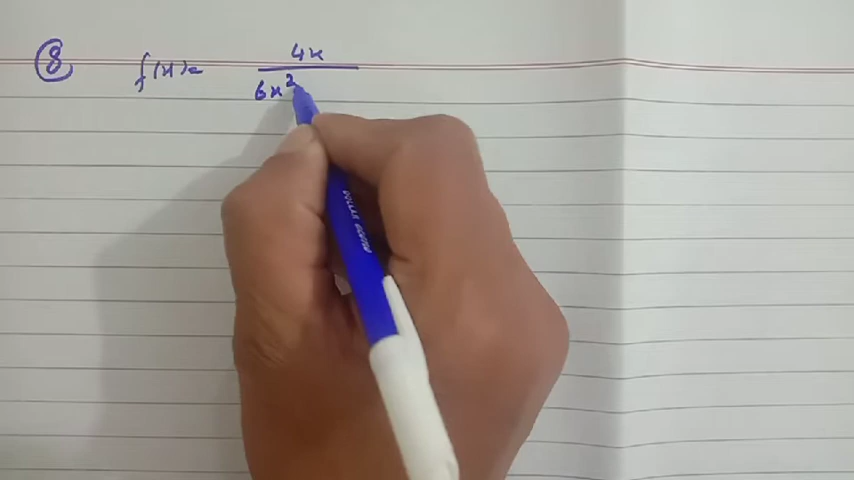 ⑧ f(x)= 4x / 6x²